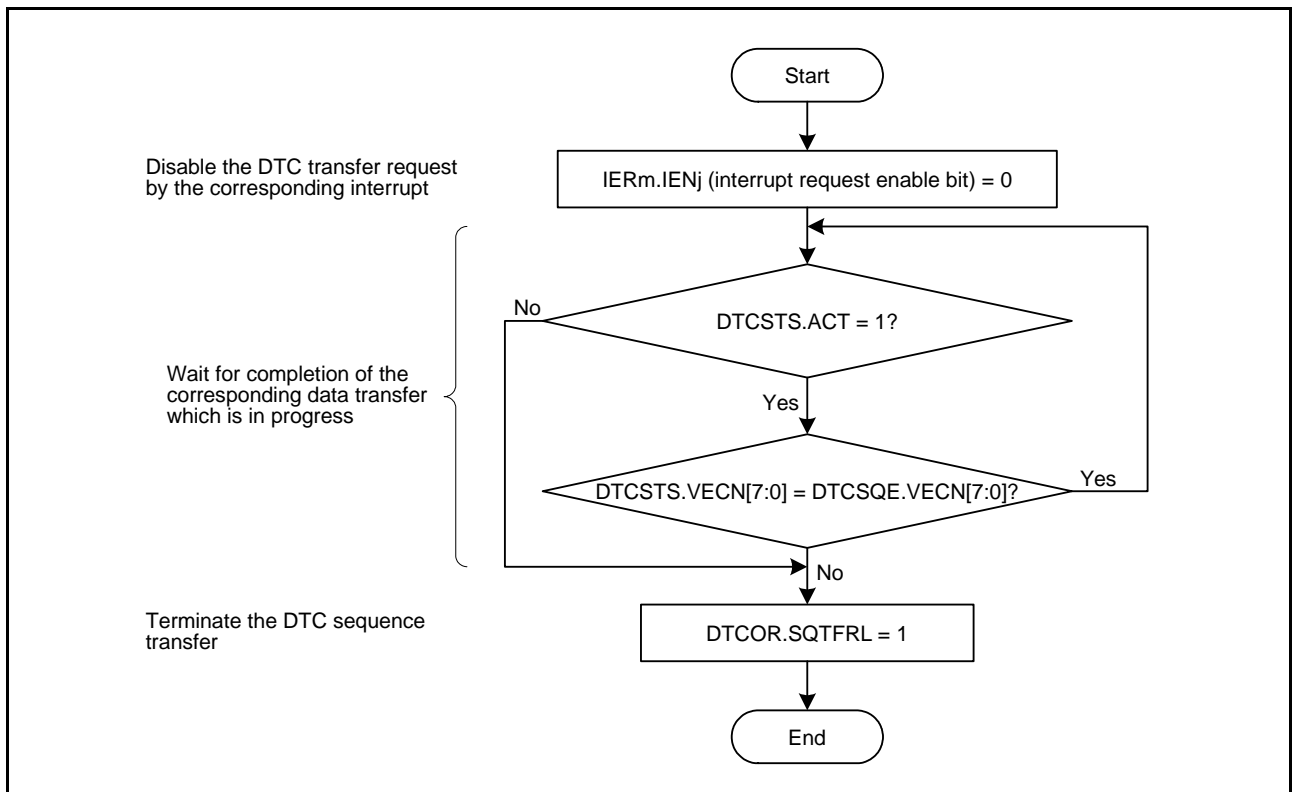 Start
Disable the DTC transfer request
by the corresponding interrupt
IERm.IENj (interrupt request enable bit) = 0
No
DTCSTS.ACT = 1?
Wait for completion of the
corresponding data transfer
which is in progress
Yes
DTCSTS.VECN[7:0] = DTCSQE.VECN[7:0]?
Yes
No
Terminate the DTC sequence
transfer
DTCOR.SQTFRL = 1
End